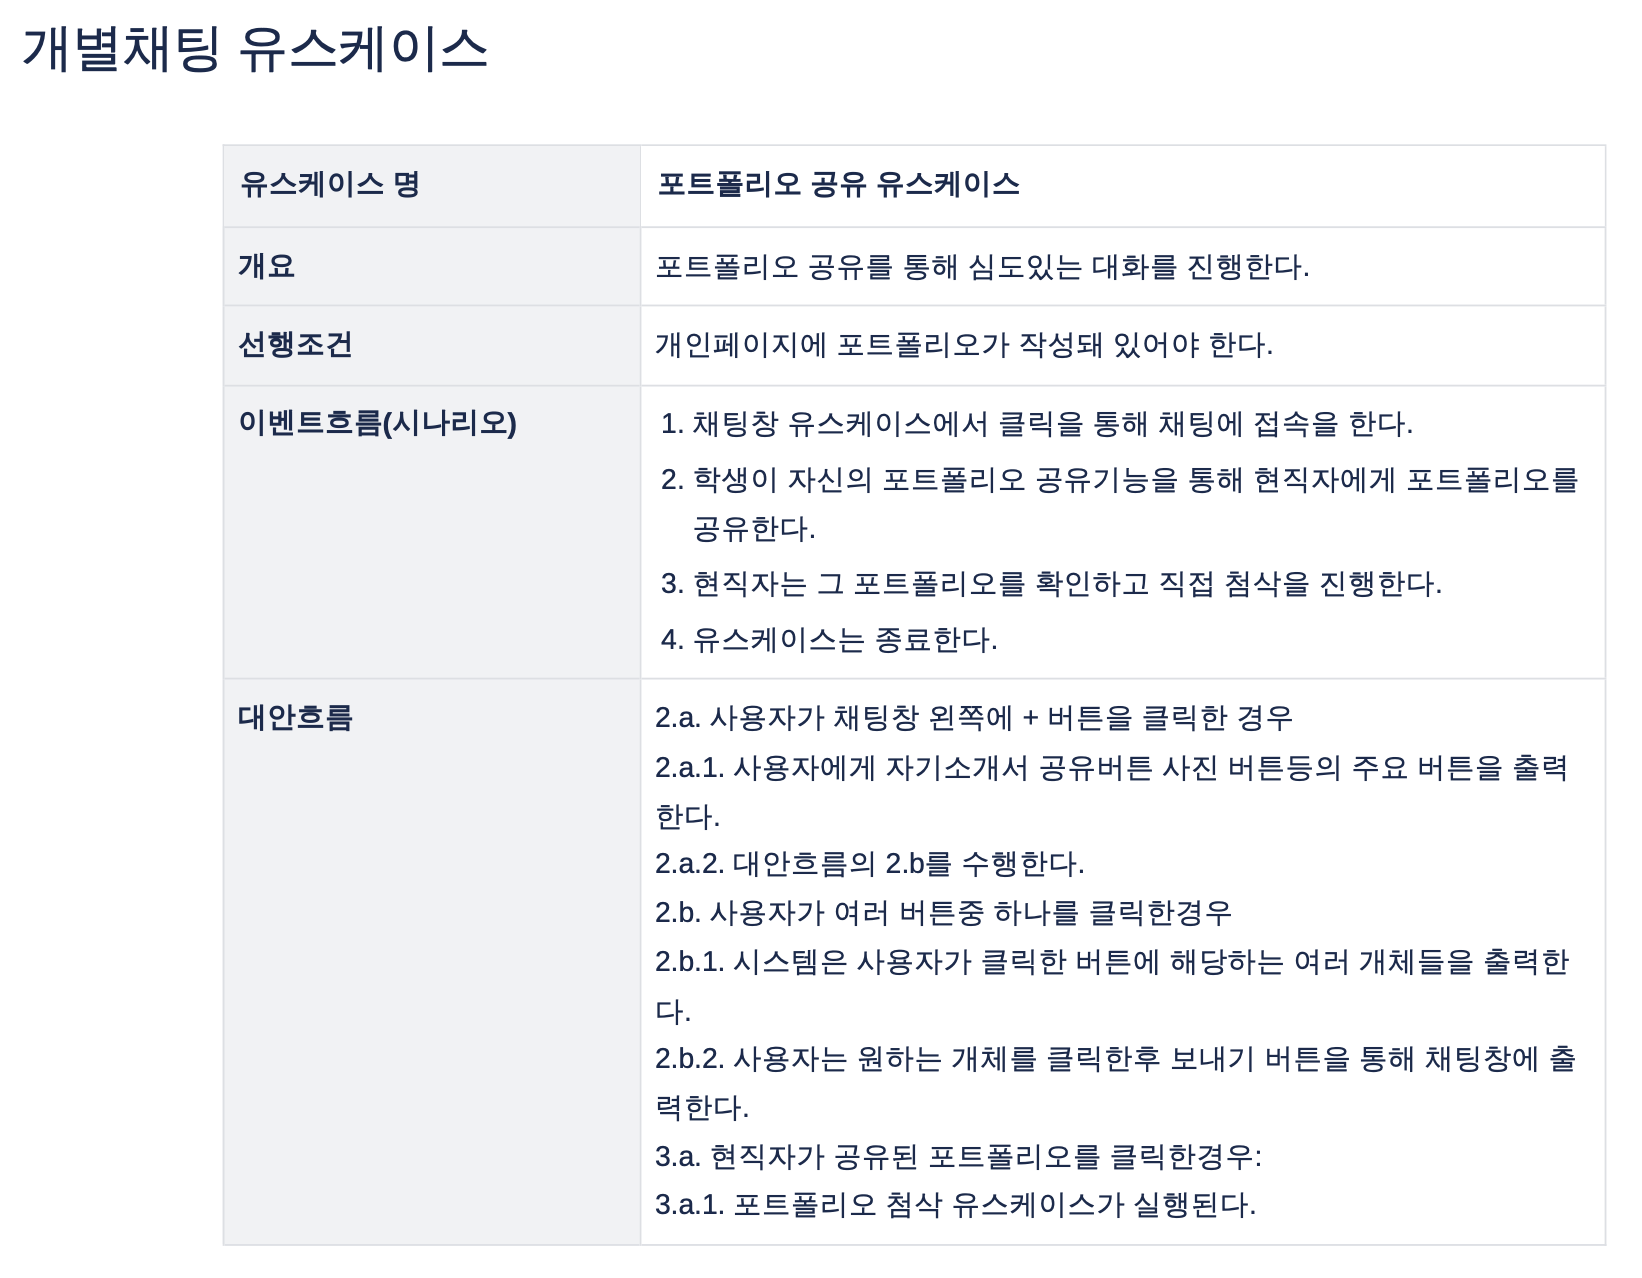 개별채팅 유스케이스
유스케이스 명
포트폴리오 공유 유스케이스
개요
포트폴리오 공유를 통해 심도있는 대화를 진행한다.
선행조건
개인페이지에 포트폴리오가 작성돼 있어야 한다.
이벤트흐름(시나리오)
1. 채팅창 유스케이스에서 클릭을 통해 채팅에 접속을 한다.
2. 학생이 자신의 포트폴리오 공유기능을 통해 현직자에게 포트폴리오를
공유한다.
3. 현직자는 그 포트폴리오를 확인하고 직접 첨삭을 진행한다.
4. 유스케이스는 종료한다.
대안흐름
2.a. 사용자가 채팅창 왼쪽에 + 버튼을 클릭한 경우
2.a.1. 사용자에게 자기소개서 공유버튼 사진 버튼등의 주요 버튼을 출력
한다.
2.a.2. 대안흐름의 2.b를 수행한다.
2.b. 사용자가 여러 버튼중 하나를 클릭한경우
2.b.1. 시스템은 사용자가 클릭한 버튼에 해당하는 여러 개체들을 출력한
다.
2.b.2. 사용자는 원하는 개체를 클릭한후 보내기 버튼을 통해 채팅창에 출
력한다.
3.a. 현직자가 공유된 포트폴리오를 클릭한경우:
3.a.1. 포트폴리오 첨삭 유스케이스가 실행된다.